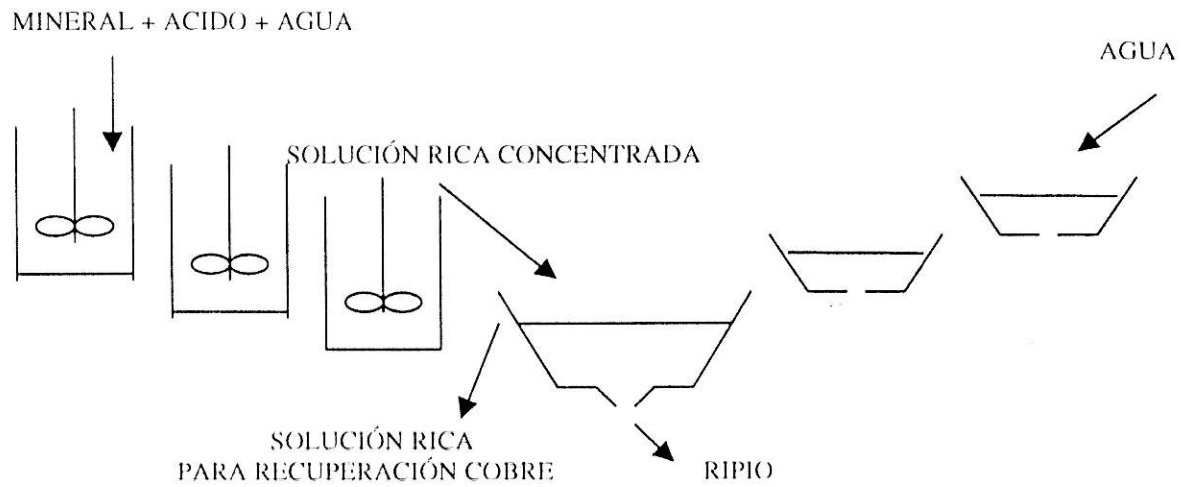 MINERAL + ACIDO + AGUA
AGUA
SOLUCIÓN RICA CONCENTRADA
SOLUCIÓN RICA
PARA RECUPERACIÓN COBRE
RIPIO